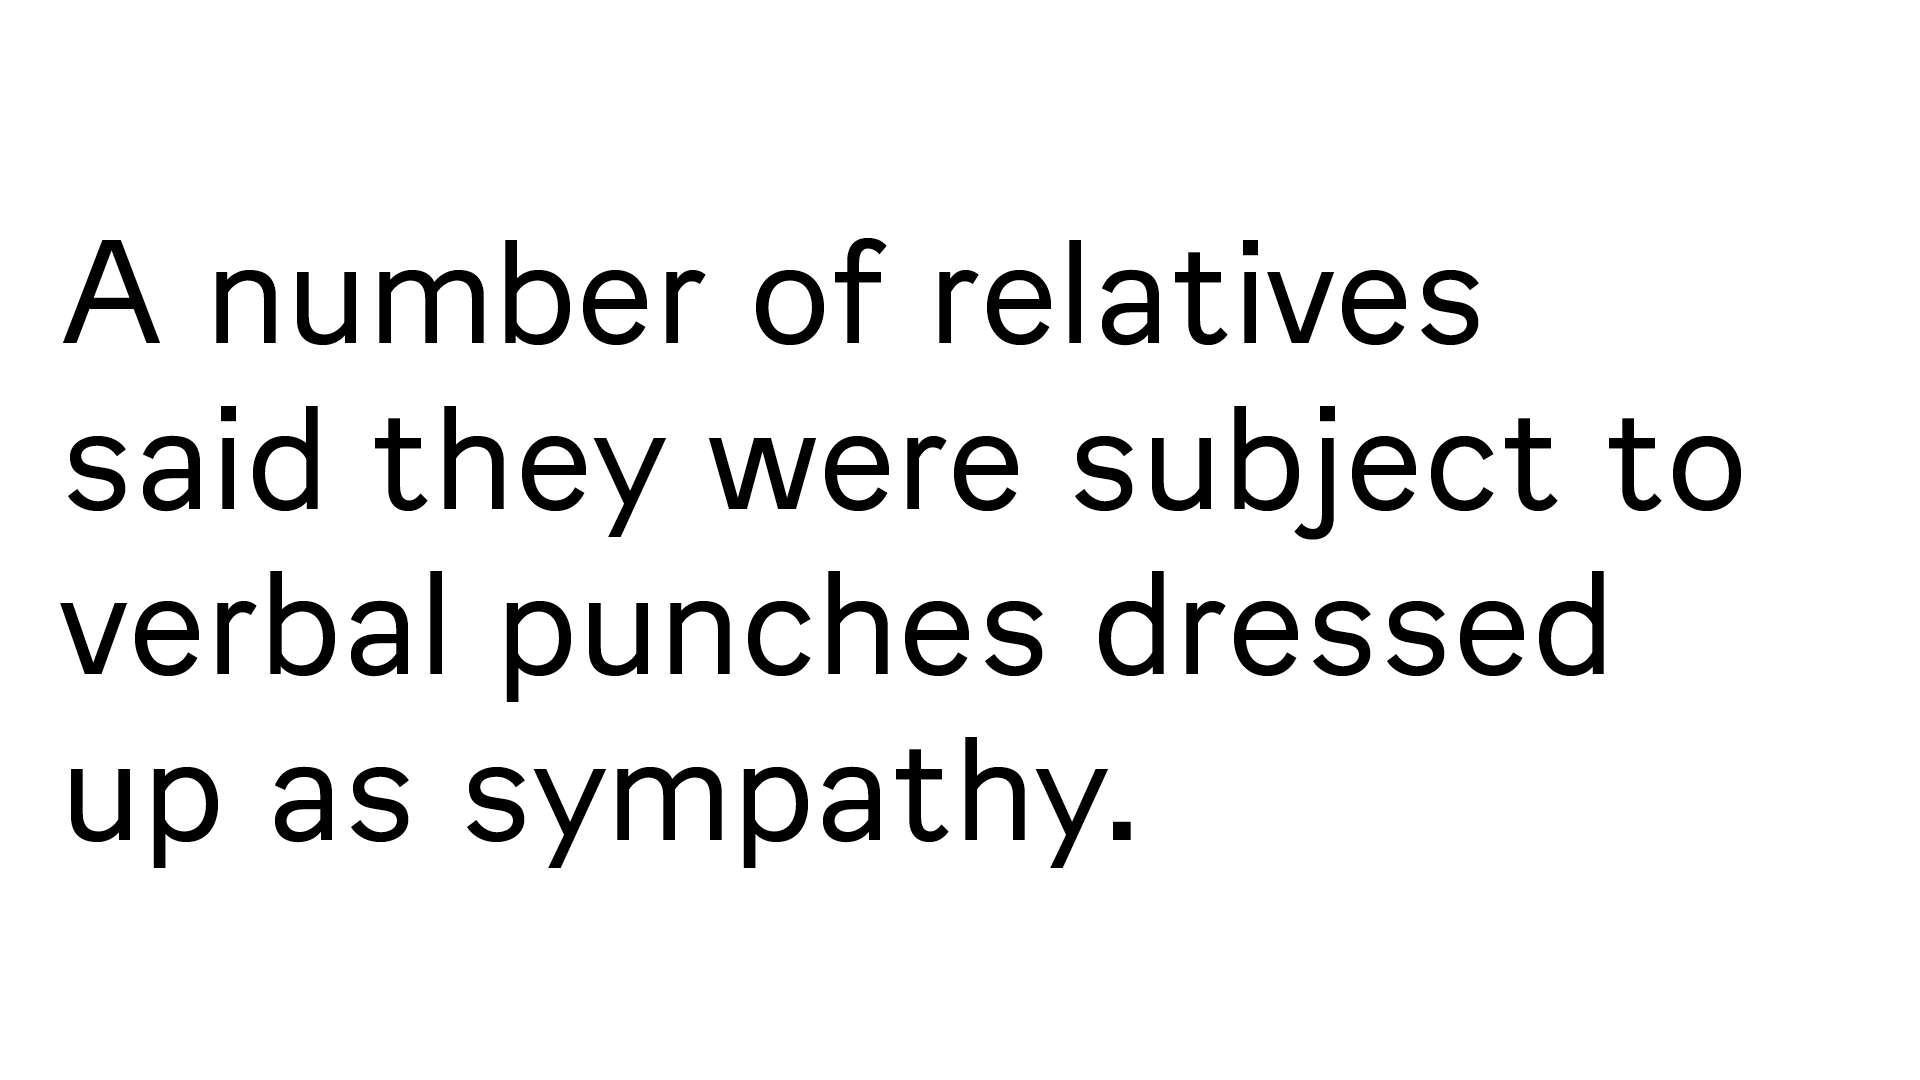 A number of relatives
said they were subject to
verbal punches dressed
up as sympathy.